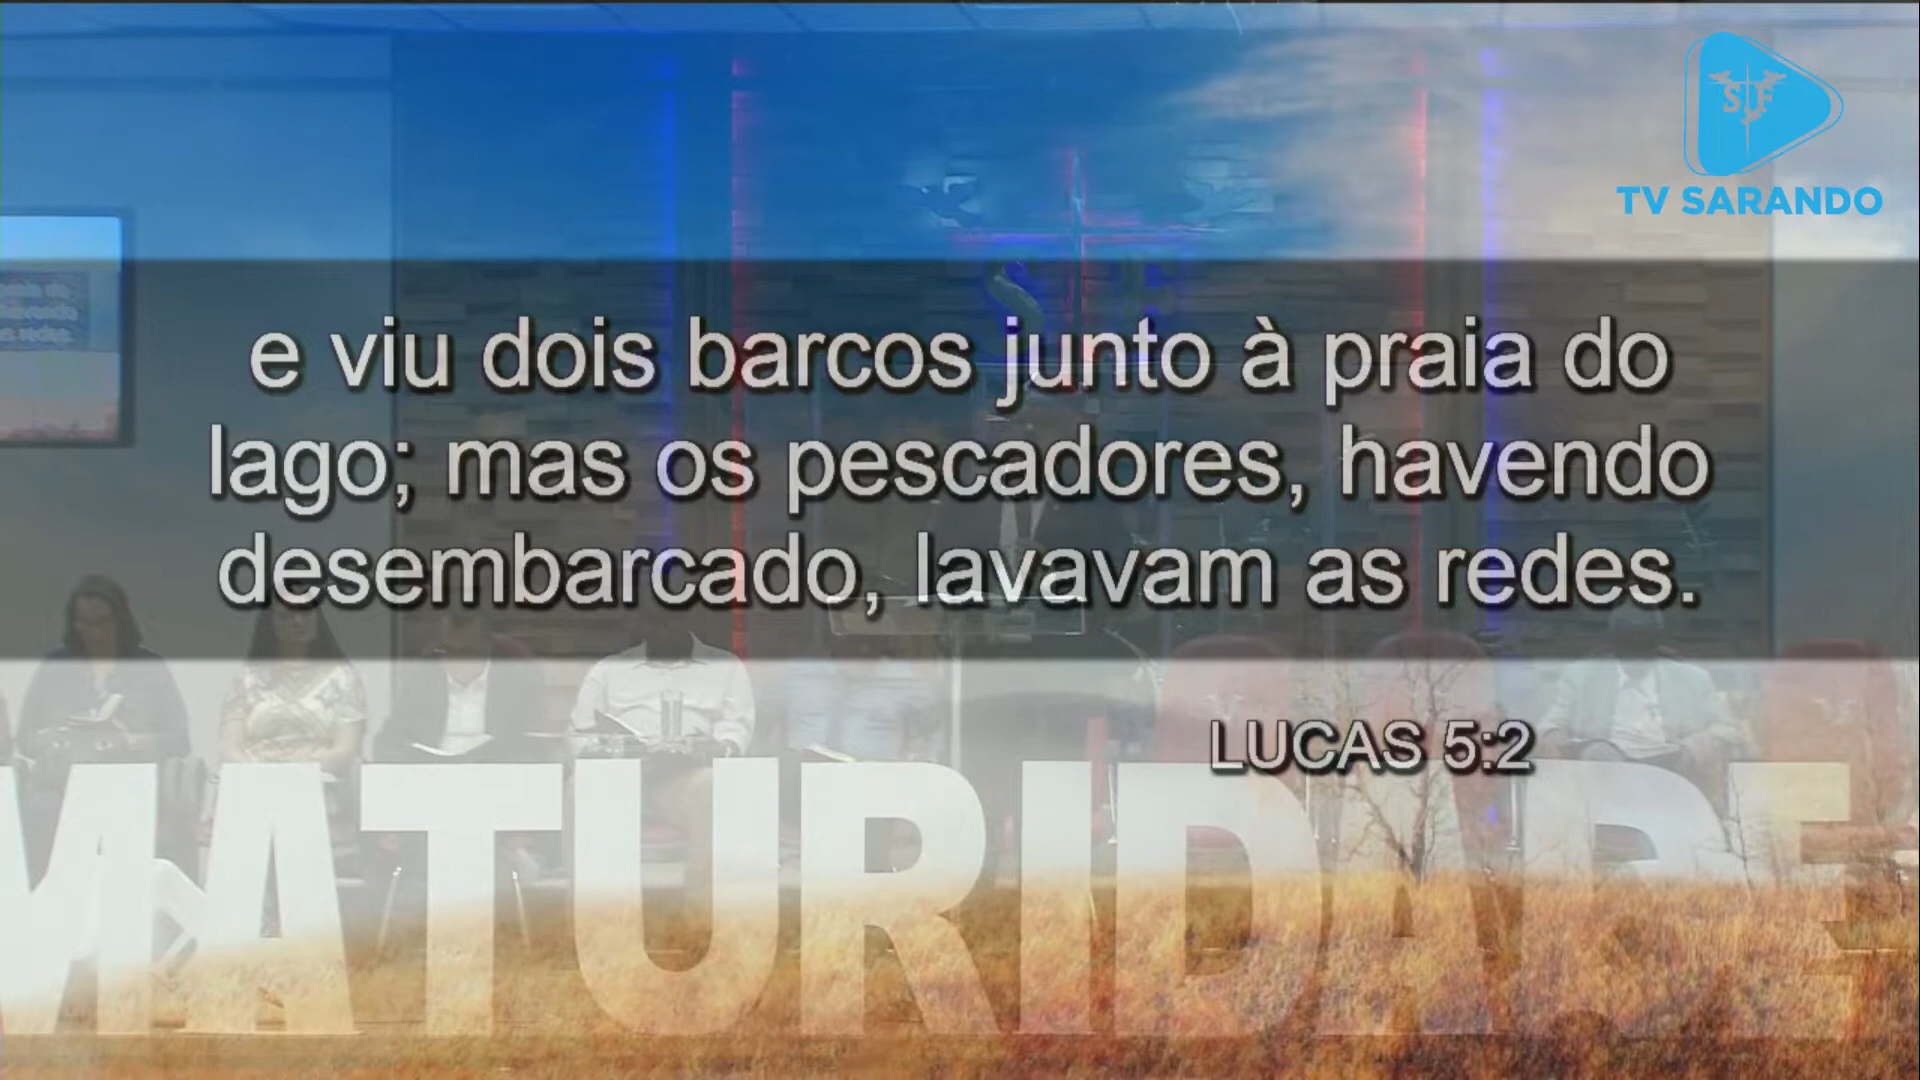 TV SARANDO
e viu dois barcos junto à praia do
lago; mas os pescadores, havendo
desembarcado, lavavam as redes.
LUCAS 5:2
MATURIDADE